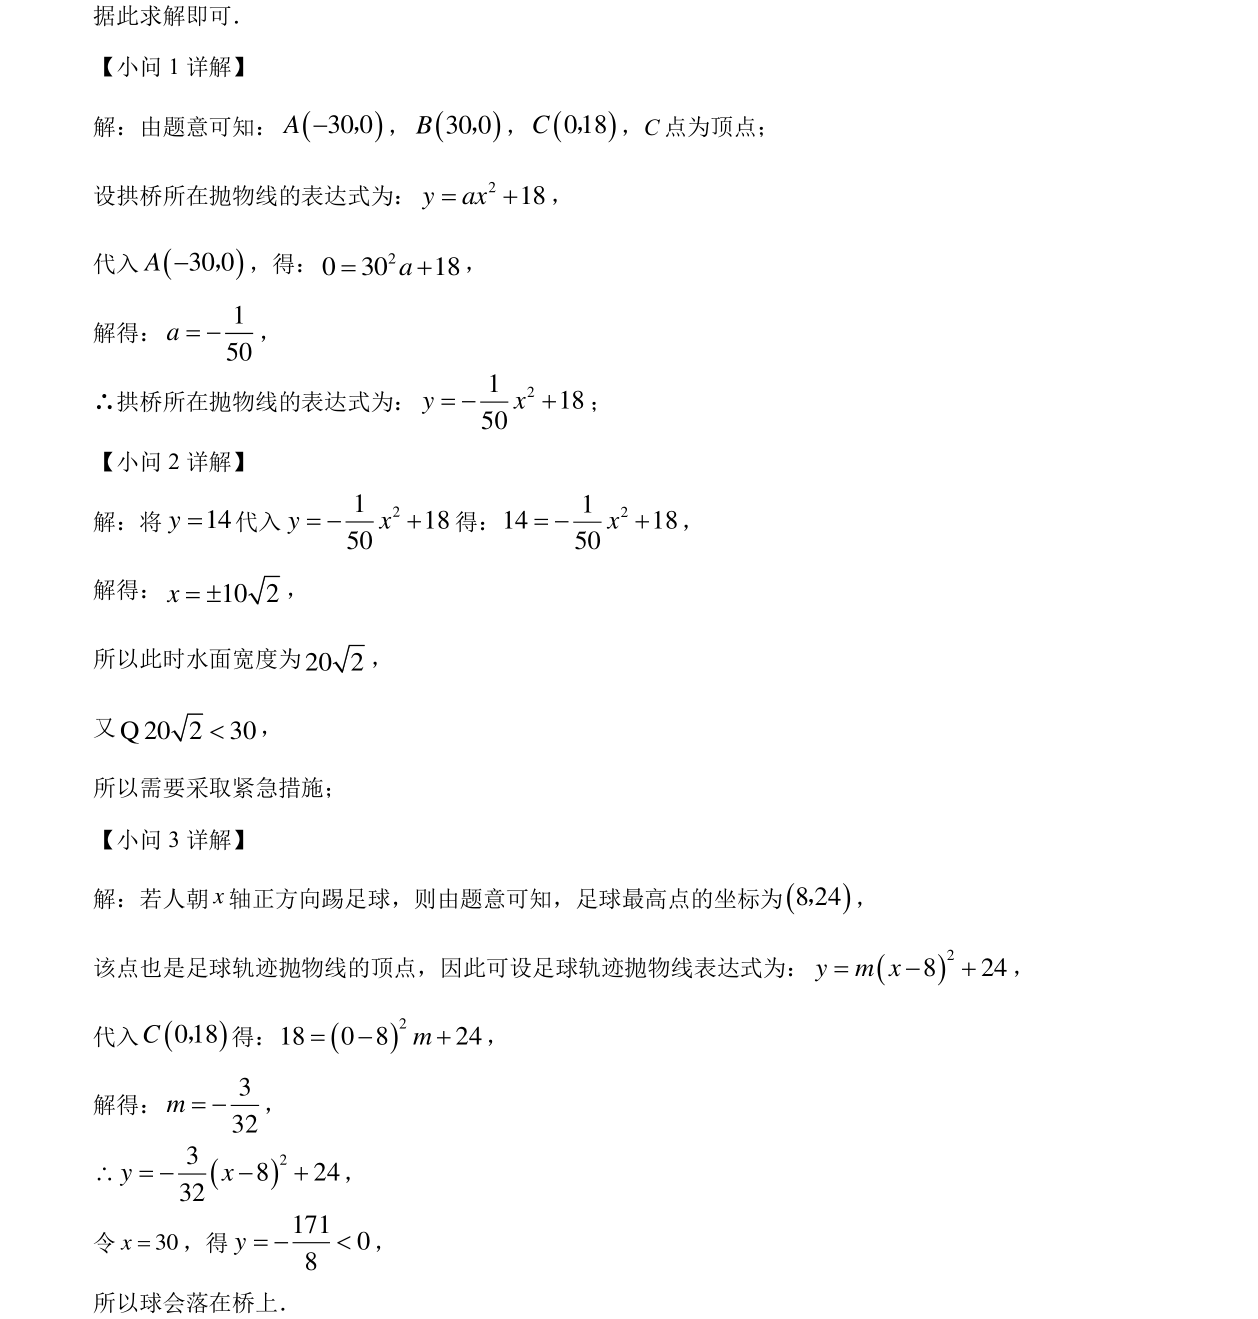 据此求解即可．
【小问 1 详解】
解：由题意可知：A(−30,0)，B(30,0)，C(0,18)，C 点为顶点；
设拱桥所在抛物线的表达式为：y = ax² +18，
代入 A(−30,0)，得：0 = 30²a +18，
解得：a = −1/50，
∴拱桥所在抛物线的表达式为：y = −1/50 x² +18；
【小问 2 详解】
解：将 y =14 代入 y = −1/50 x² +18 得：14 = −1/50 x² +18，
解得：x = ±10√2，
所以此时水面宽度为 20√2，
又 Q 20√2 < 30，
所以需要采取紧急措施；
【小问 3 详解】
解：若人朝 x 轴正方向踢足球，则由题意可知，足球最高点的坐标为(8,24)，
该点也是足球轨迹抛物线的顶点，因此可设足球轨迹抛物线表达式为：y = m(x−8)² + 24，
代入 C(0,18) 得：18 = (0−8)² m + 24，
解得：m = −3/32，
∴ y = −3/32 (x−8)² + 24，
令 x = 30，得 y = −171/8 < 0，
所以球会落在桥上．